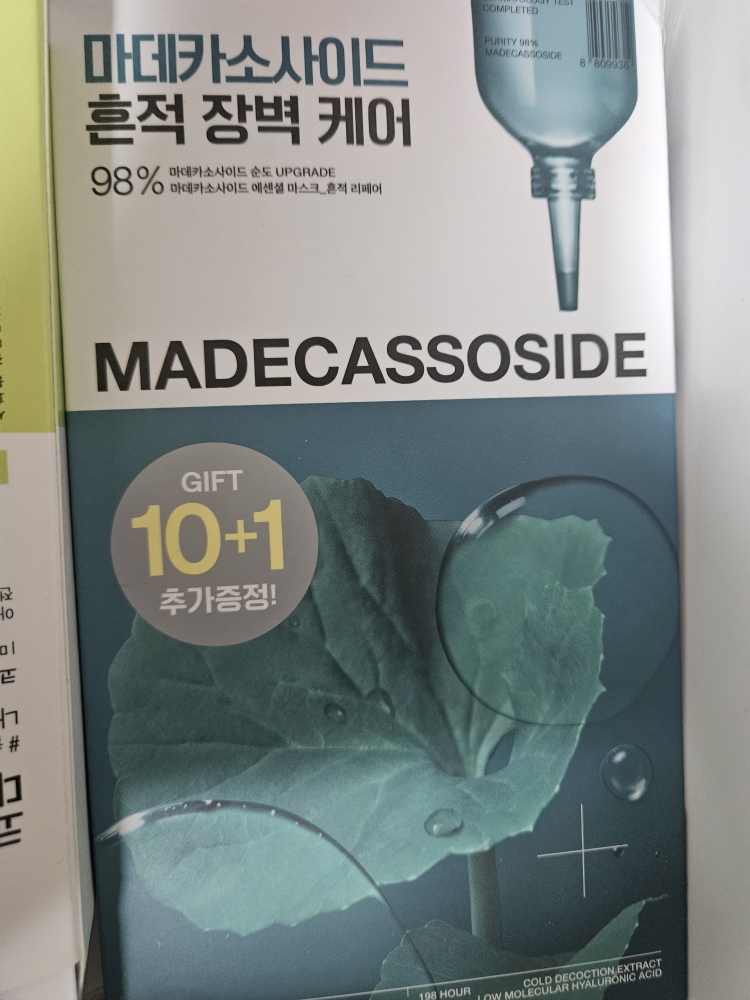 TEST
COMPLETED
PURITY 98%
MADECASSOSIDE
마데카소사이드
흔적 장벽 케어
98%
마데카소사이드 순도 UPGRADE
마데카소사이드 에센셜 마스크_흔적 리페어
MADECASSOSIDE
GIFT
10+1
추가증정!
198 HOUR
COLD DECOCTION EXTRACT
LOW MOLECULAR HYALURONIC ACID